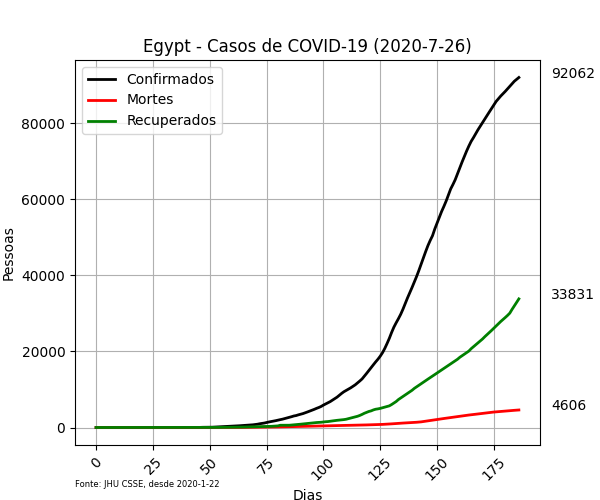 Egypt - Casos de COVID-19 (2020-7-26)
Confirmados
Mortes
Recuperados
92062
33831
4606
Pessoas
80000
60000
40000
20000
0
0
25
50
75
100
125
150
175
Dias
Fonte: JHU CSSE, desde 2020-1-22